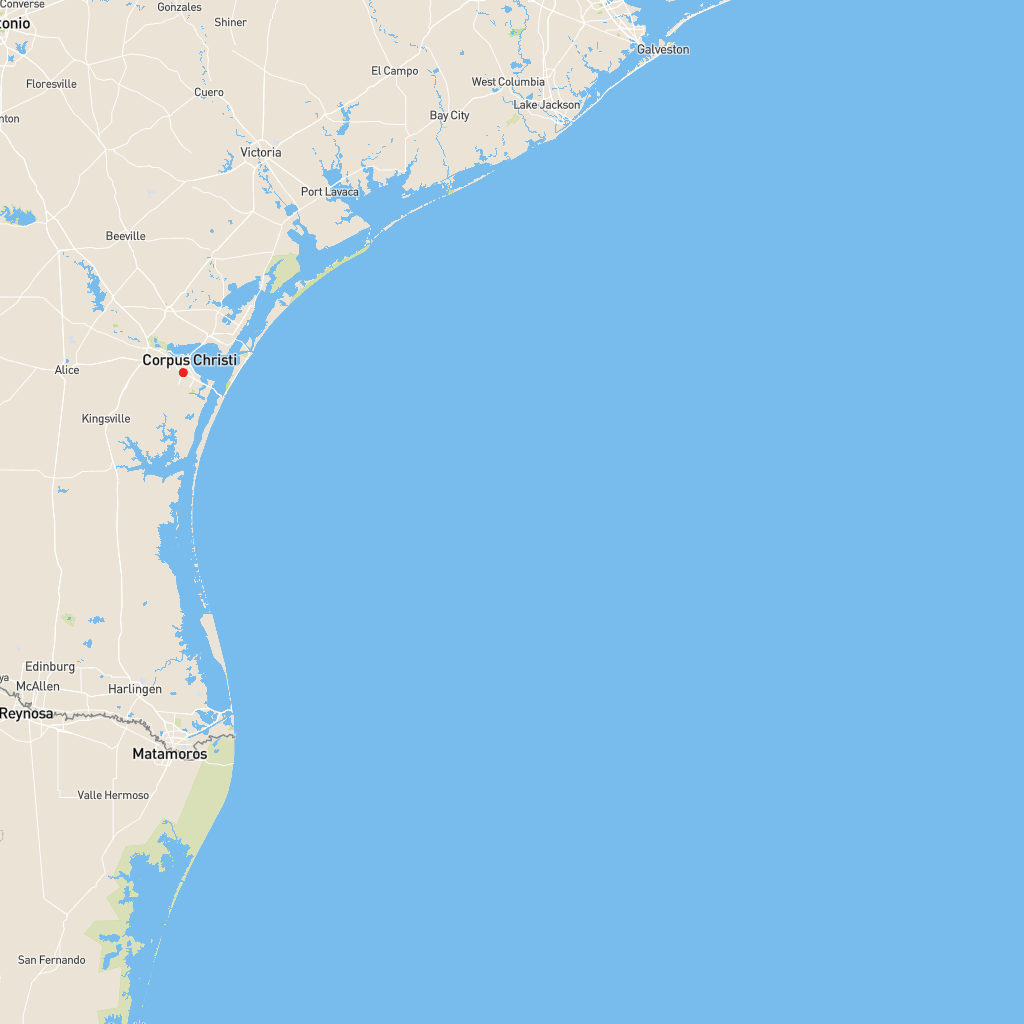 Converse
Gonzales
Shiner
tonio
Galveston
El Campo
Floresville
West Columbia
Cuero
Lake Jackson
Bay City
nton
Victoria
Port Lavaca
Beeville
Corpus Christi
Alice
Kingsville
Edinburg
ya
McAllen
Harlingen
Reynosa
Matamoros
Valle Hermoso
San Fernando